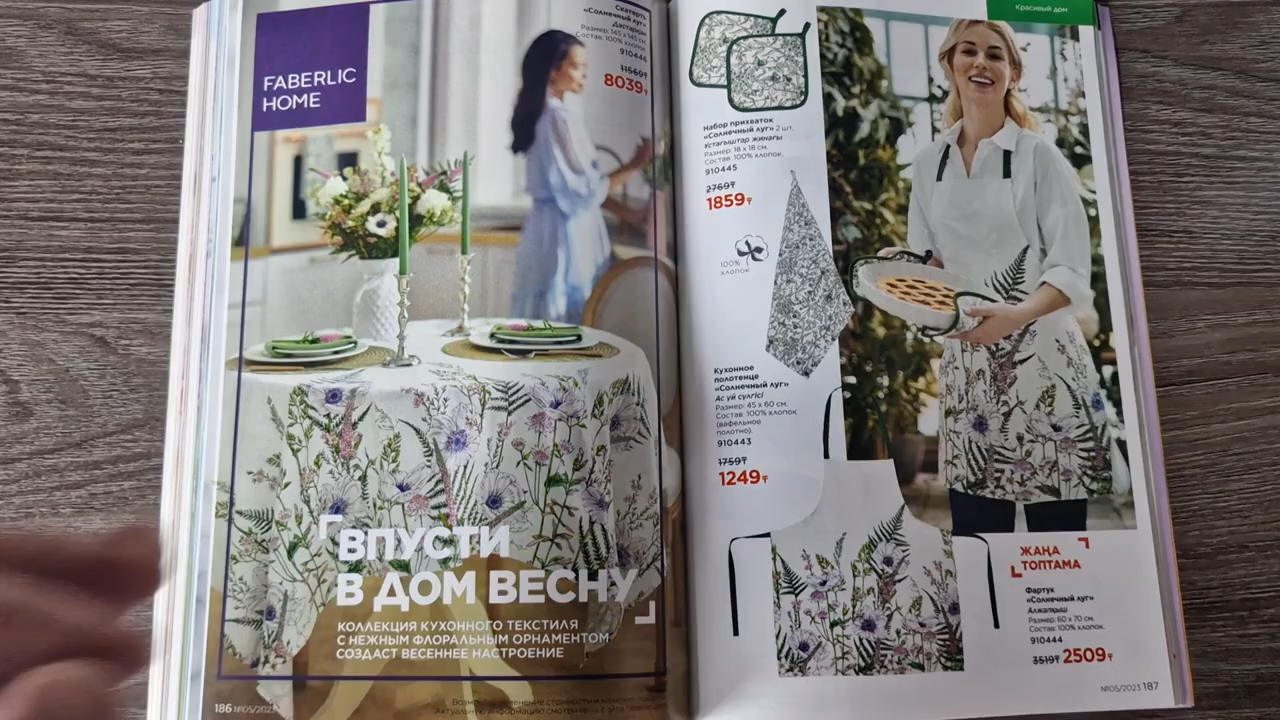 FABERLIC
HOME
Скатерть
«Солнечный луг»
Дастарқан
Размер: 145 х 145 см.
Состав: 100% хлопок.
910446
11569₸
8039₸
ВПУСТИ
В ДОМ ВЕСНУ
КОЛЛЕКЦИЯ КУХОННОГО ТЕКСТИЛЯ
С НЕЖНЫМ ФЛОРАЛЬНЫМ ОРНАМЕНТОМ
СОЗДАСТ ВЕСЕННЕЕ НАСТРОЕНИЕ
186 №05/2023
Красивый дом
Набор прихваток
«Солнечный луг» 2 шт.
Ұстағыштар жинағы
Размер: 18 х 18 см.
Состав: 100% хлопок.
910445
2769₸
1859₸
100%
хлопок
Кухонное
полотенце
«Солнечный луг»
Ас үй сүлгісі
Размер: 45 х 60 см.
Состав: 100% хлопок
(вафельное
полотно).
910443
1759₸
1249₸
ЖАҢА
ТОПТАМА
Фартук
«Солнечный луг»
Алжапқыш
Размер: 60 х 70 см.
Состав: 100% хлопок.
910444
3519₸ 2509₸
№05/2023 187